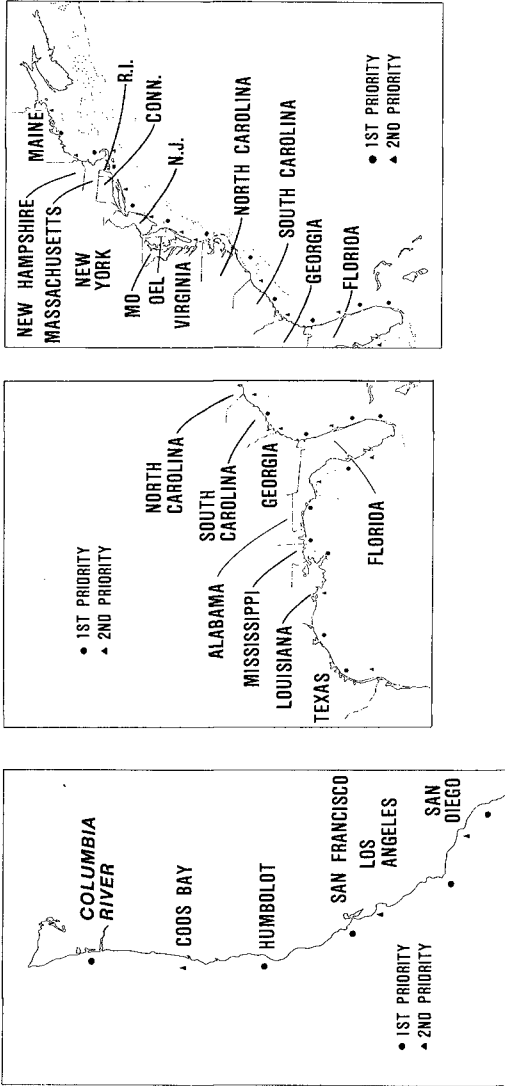 COLUMBIA
RIVER
COOS BAY
HUMBOLDT
SAN FRANCISCO
LOS
ANGELES
SAN
DIEGO
● 1ST PRIORITY
▲ 2ND PRIORITY
● 1ST PRIORITY
▲ 2ND PRIORITY
NORTH
CAROLINA
SOUTH
CAROLINA
GEORGIA
ALABAMA
MISSISSIPPI
LOUISIANA
TEXAS
FLORIDA
NEW HAMPSHIRE
MASSACHUSETTS
MAINE
NEW
YORK
R.I.
CONN.
N.J.
MD
DEL
VIRGINIA
NORTH CAROLINA
SOUTH CAROLINA
GEORGIA
FLORIDA
● 1ST PRIORITY
▲ 2ND PRIORITY